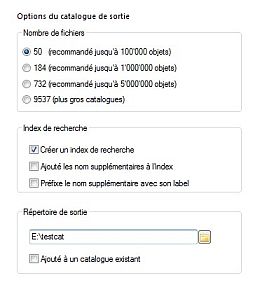 Options du catalogue de sortie
Nombre de fichiers
50 (recommandé jusqu'à 100'000 objets)
184 (recommandé jusqu'à 1'000'000 objets)
732 (recommandé jusqu'à 5'000'000 objets)
9537 (plus gros catalogues)
Index de recherche
Créer un index de recherche
Ajouté les nom supplémentaires à l'index
Préfixe le nom supplémentaire avec son label
Répertoire de sortie
E:\testcat
Ajouté à un catalogue existant